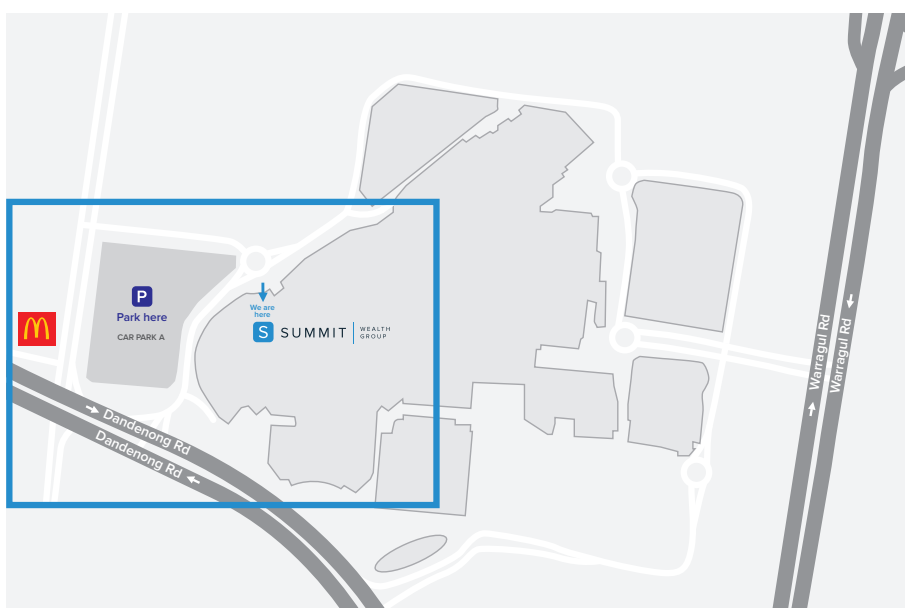 P
Park here
CAR PARK A
We are
here
S SUMMIT WEALTH
GROUP
Dandenong Rd
Dandenong Rd
Warragul Rd
Warragul Rd